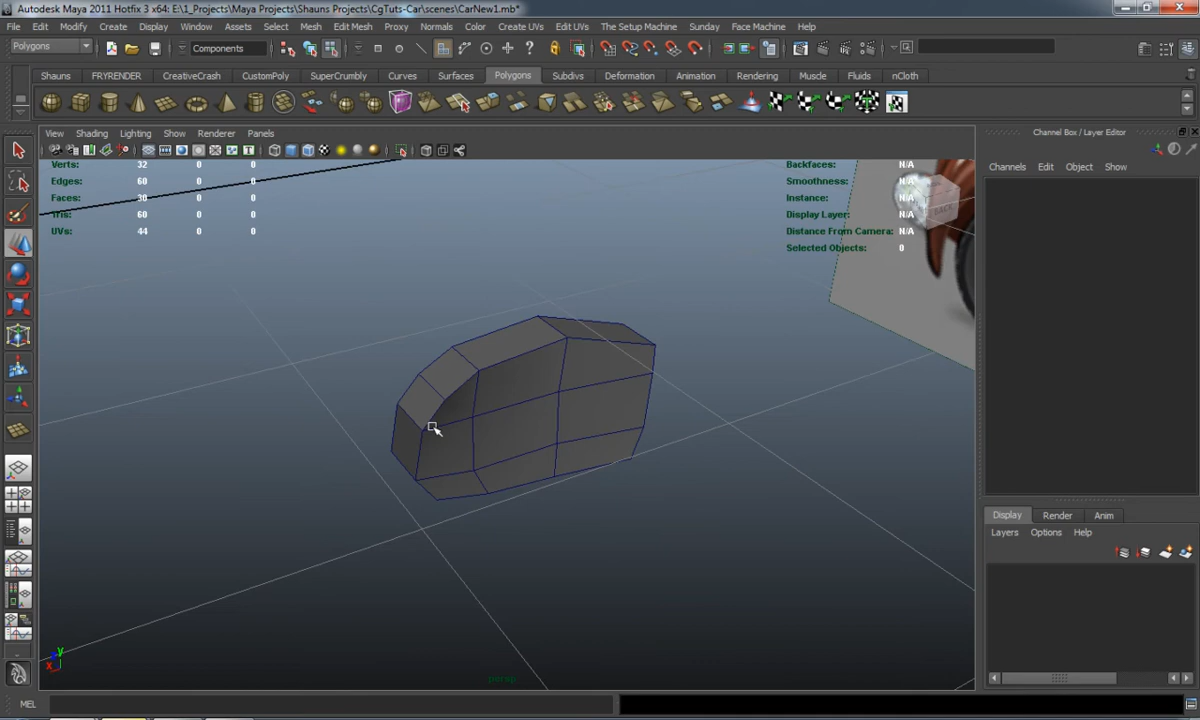 Autodesk Maya 2011 Hotfix 3 x64: E:\1_Projects\Maya Projects\Shauns Projects\CgTuts-Car\scenes\CarNew1.mb*
File Edit Modify Create Display Window Assets Select Mesh Edit Mesh Proxy Normals Color Create UVs Edit UVs The Setup Machine Sunday Face Machine Help
Polygons Components
Shauns FRYRENDER CreativeCrash CustomPoly SuperCrumbly Curves Surfaces Polygons Subdivs Deformation Animation Rendering Muscle Fluids nCloth
View Shading Lighting Show Renderer Panels
Channel Box / Layer Editor
Channels Edit Object Show
Verts: 32 0 0
Edges: 60 0 0
Faces: 30 0 0
Tris: 60 0 0
UVs: 44 0 0
Backfaces: N/A
Smoothness: N/A
Instance: N/A
Display Layer: N/A
Distance From Camera: N/A
Selected Objects: 0
BACK
Display Render Anim
Layers Options Help
y
x
persp
MEL